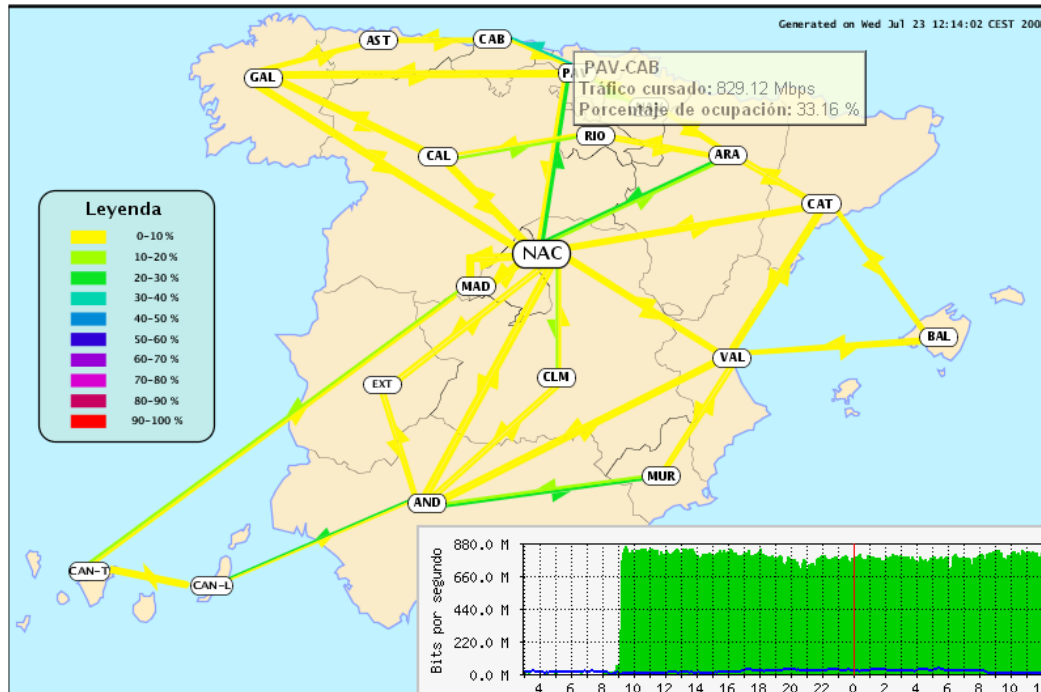 Generated on Wed Jul 23 12:14:02 CEST 200
AST
CAB
GAL
PAV-CAB
Tráfico cursado: 829.12 Mbps
Porcentaje de ocupación: 33.16 %
CAL
RIO
ARA
CAT
NAC
MAD
BAL
VAL
EXT
CLM
MUR
AND
CAN-T
CAN-L
Leyenda
0-10 %
10-20 %
20-30 %
30-40 %
40-50 %
50-60 %
60-70 %
70-80 %
80-90 %
90-100 %
Bits por segundo
880.0 M
660.0 M
440.0 M
220.0 M
0.0 M
4 6 8 10 12 14 16 18 20 22 0 2 4 6 8 10